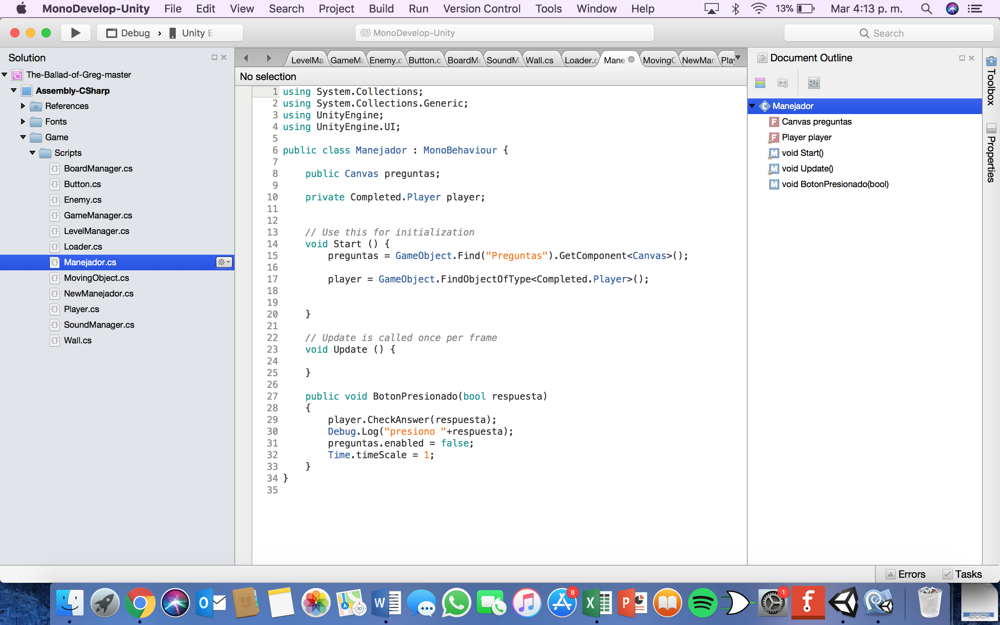 MonoDevelop-Unity File Edit View Search Project Build Run Version Control Tools Window Help 13% Mar 4:13 p. m.
Debug › Unity E
MonoDevelop-Unity
Search
Solution
The-Ballad-of-Greg-master
Assembly-CSharp
References
Fonts
Game
Scripts
BoardManager.cs
Button.cs
Enemy.cs
GameManager.cs
LevelManager.cs
Loader.cs
Manejador.cs
MovingObject.cs
NewManejador.cs
Player.cs
SoundManager.cs
Wall.cs
LevelMa GameMa Enemy.c Button.c BoardMa SoundM Wall.cs Loader.c Mane MovingC NewMan Play
No selection
1 using System.Collections;
2 using System.Collections.Generic;
3 using UnityEngine;
4 using UnityEngine.UI;
5
6 public class Manejador : MonoBehaviour {
7
8 public Canvas preguntas;
9
10 private Completed.Player player;
11
12
13 // Use this for initialization
14 void Start () {
15 preguntas = GameObject.Find("Preguntas").GetComponent<Canvas>();
16
17 player = GameObject.FindObjectOfType<Completed.Player>();
18
19
20 }
21
22 // Update is called once per frame
23 void Update () {
24
25 }
26
27 public void BotonPresionado(bool respuesta)
28 {
29 player.CheckAnswer(respuesta);
30 Debug.Log("presiono "+respuesta);
31 preguntas.enabled = false;
32 Time.timeScale = 1;
33 }
34 }
35
Document Outline
Manejador
Canvas preguntas
Player player
void Start()
void Update()
void BotonPresionado(bool)
Toolbox
Properties
Errors Tasks
8
1
3D
DOCX